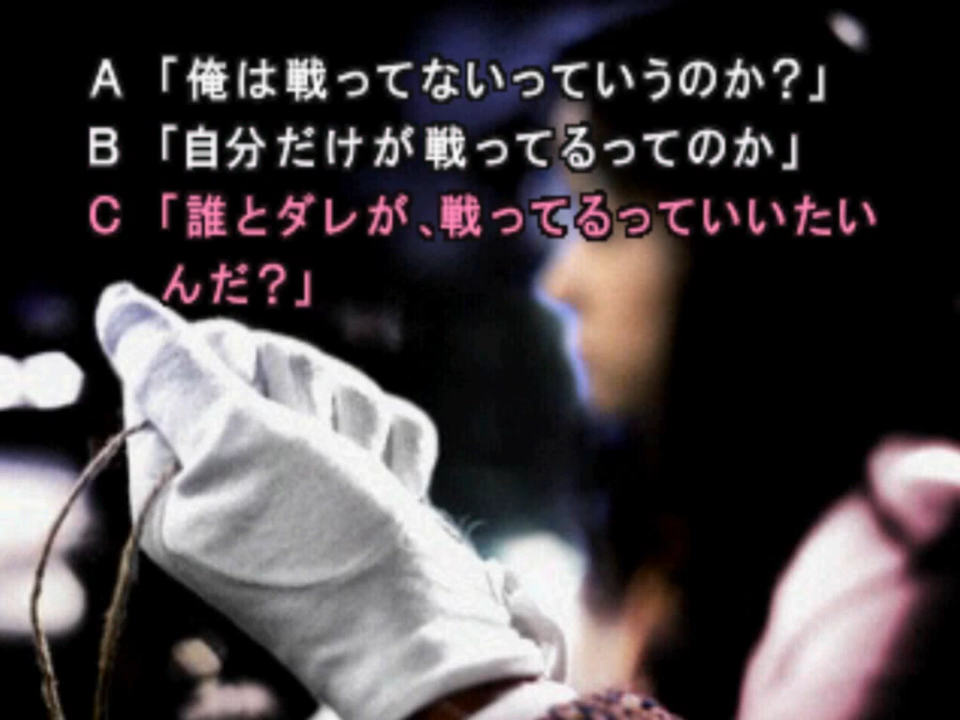 A 「俺は戦ってないっていうのか？」
B 「自分だけが戦ってるってのか」
C 「誰とダレが、戦ってるっていいたい
んだ？」